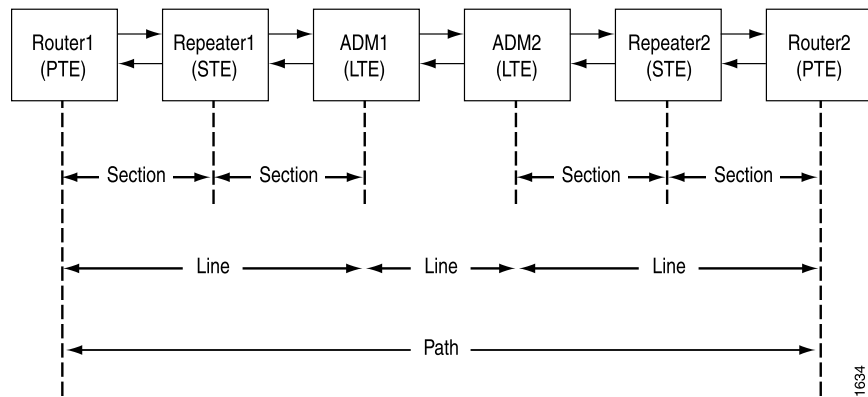 Router1
(PTE)
Repeater1
(STE)
ADM1
(LTE)
ADM2
(LTE)
Repeater2
(STE)
Router2
(PTE)
Section
Section
Section
Section
Line
Line
Line
Path
1634